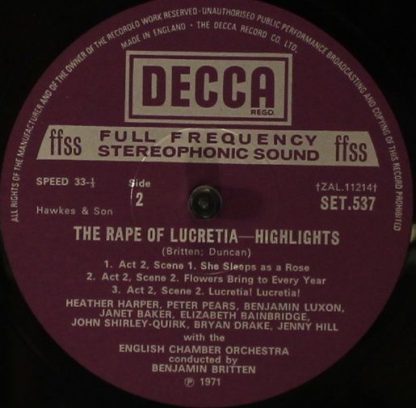 ALL RIGHTS OF THE MANUFACTURER AND OF THE OWNER OF THE RECORDED WORK RESERVED · UNAUTHORISED PUBLIC PERFORMANCE BROADCASTING AND COPYING OF THIS RECORD PROHIBITED
MADE IN ENGLAND · THE DECCA RECORD CO. LTD.
DECCA
REGD.
ffss FULL FREQUENCY STEREOPHONIC SOUND ffss
SPEED 33-⅓ Side 2 †ZAL.11214†
Hawkes & Son SET.537
THE RAPE OF LUCRETIA—HIGHLIGHTS
(Britten; Duncan)
1. Act 2, Scene 1. She Sleeps as a Rose
2. Act 2, Scene 2. Flowers Bring to Every Year
3. Act 2, Scene 2. Lucretia! Lucretia!
HEATHER HARPER, PETER PEARS, BENJAMIN LUXON,
JANET BAKER, ELIZABETH BAINBRIDGE,
JOHN SHIRLEY-QUIRK, BRYAN DRAKE, JENNY HILL
with the
ENGLISH CHAMBER ORCHESTRA
conducted by
BENJAMIN BRITTEN
℗ 1971